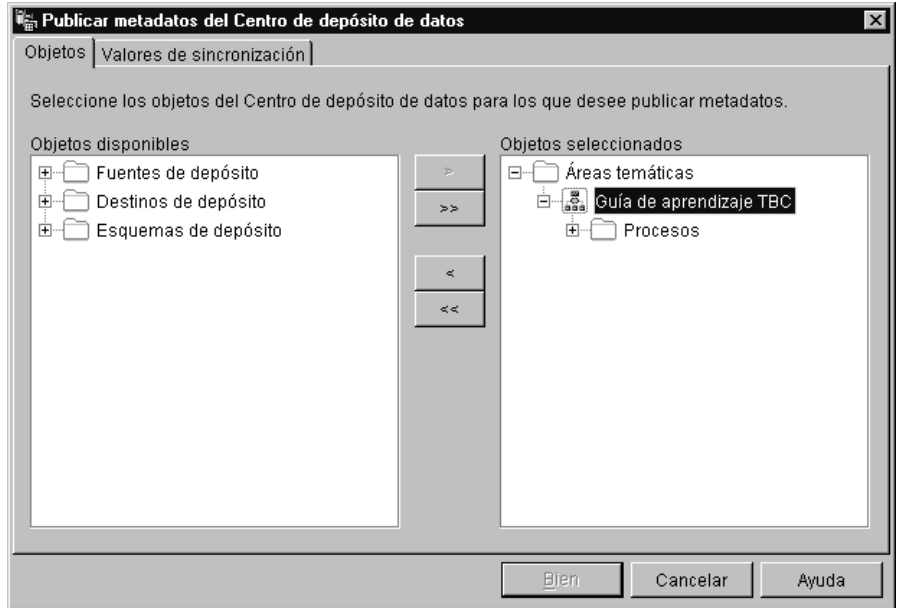 Publicar metadatos del Centro de depósito de datos
Objetos
Valores de sincronización
Seleccione los objetos del Centro de depósito de datos para los que desee publicar metadatos.
Objetos disponibles
Fuentes de depósito
Destinos de depósito
Esquemas de depósito
>
>>
<
<<
Objetos seleccionados
Áreas temáticas
Guía de aprendizaje TBC
Procesos
Bien
Cancelar
Ayuda